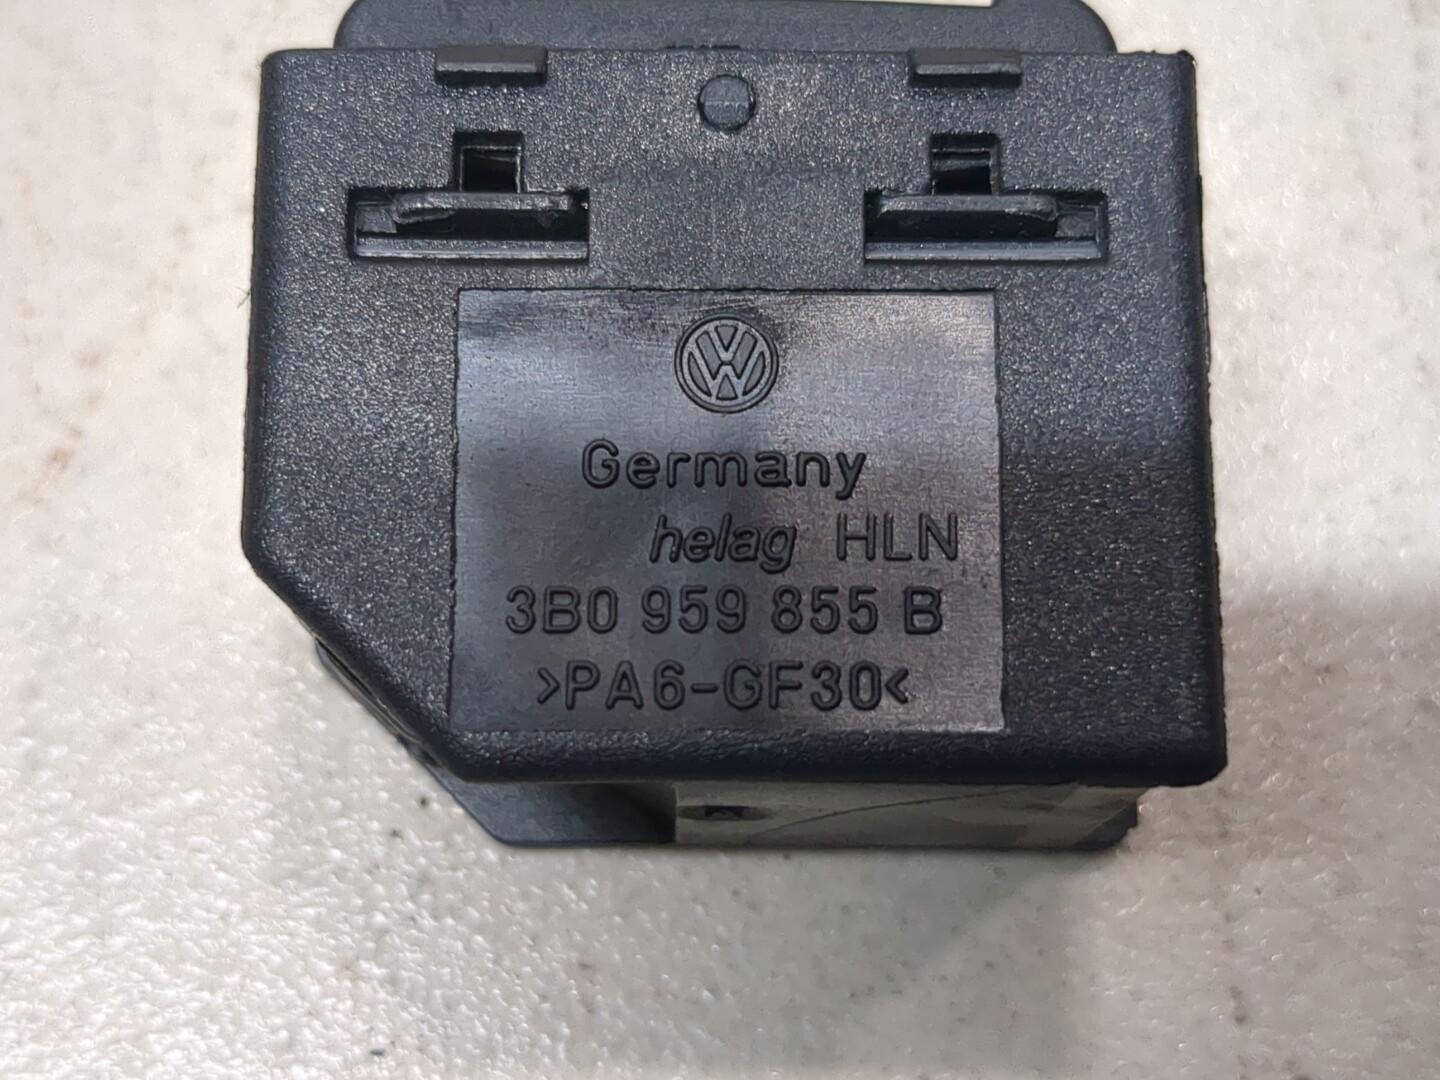 Germany
helag HLN
3B0 959 855 B
>PA6-GF30<